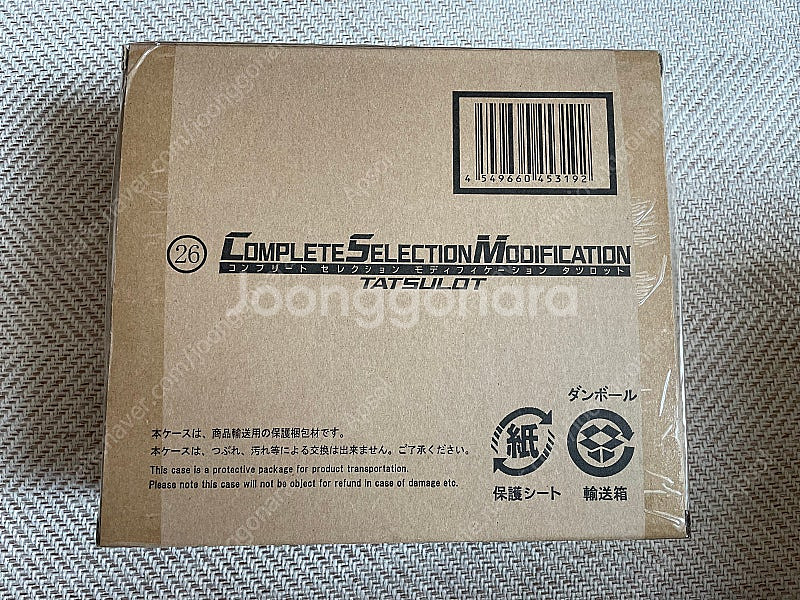 4 549660 453192
26 COMPLETE SELECTION MODIFICATION
コンプリート セレクション モディフィケーション タツロット
TATSULOT
Joonggonara
ダンボール
紙
保護シート
輸送箱
本ケースは、商品輸送用の保護梱包材です。
本ケースは、つぶれ、汚れ等による交換は出来ません。ご了承ください。
This case is a protective package for product transportation.
Please note this case will not be object for refund in case of damage etc.